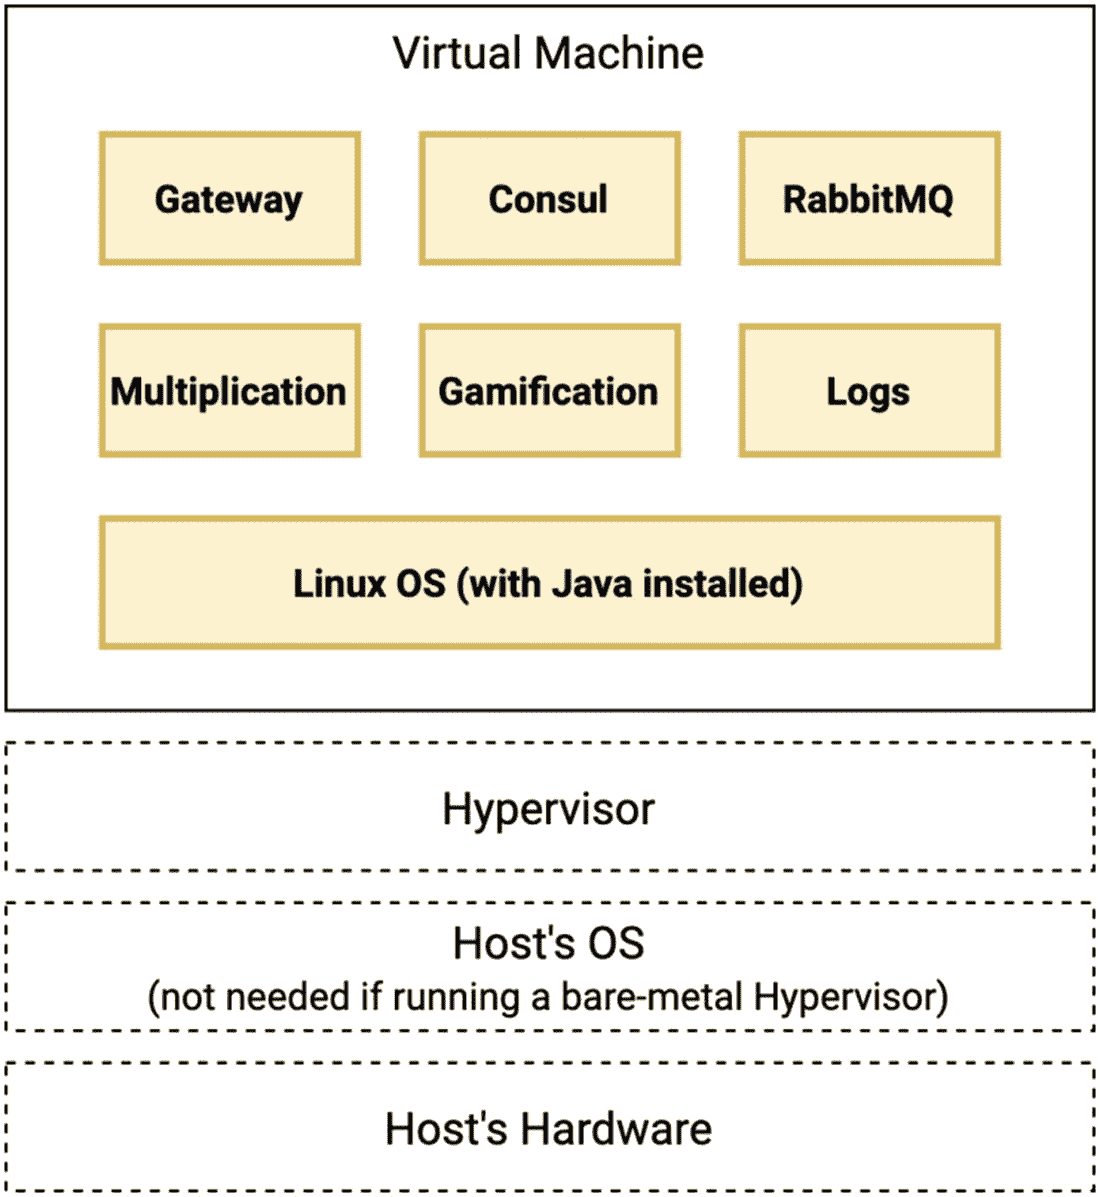 Virtual Machine
Gateway
Consul
RabbitMQ
Multiplication
Gamification
Logs
Linux OS (with Java installed)
Hypervisor
Host's OS
(not needed if running a bare-metal Hypervisor)
Host's Hardware